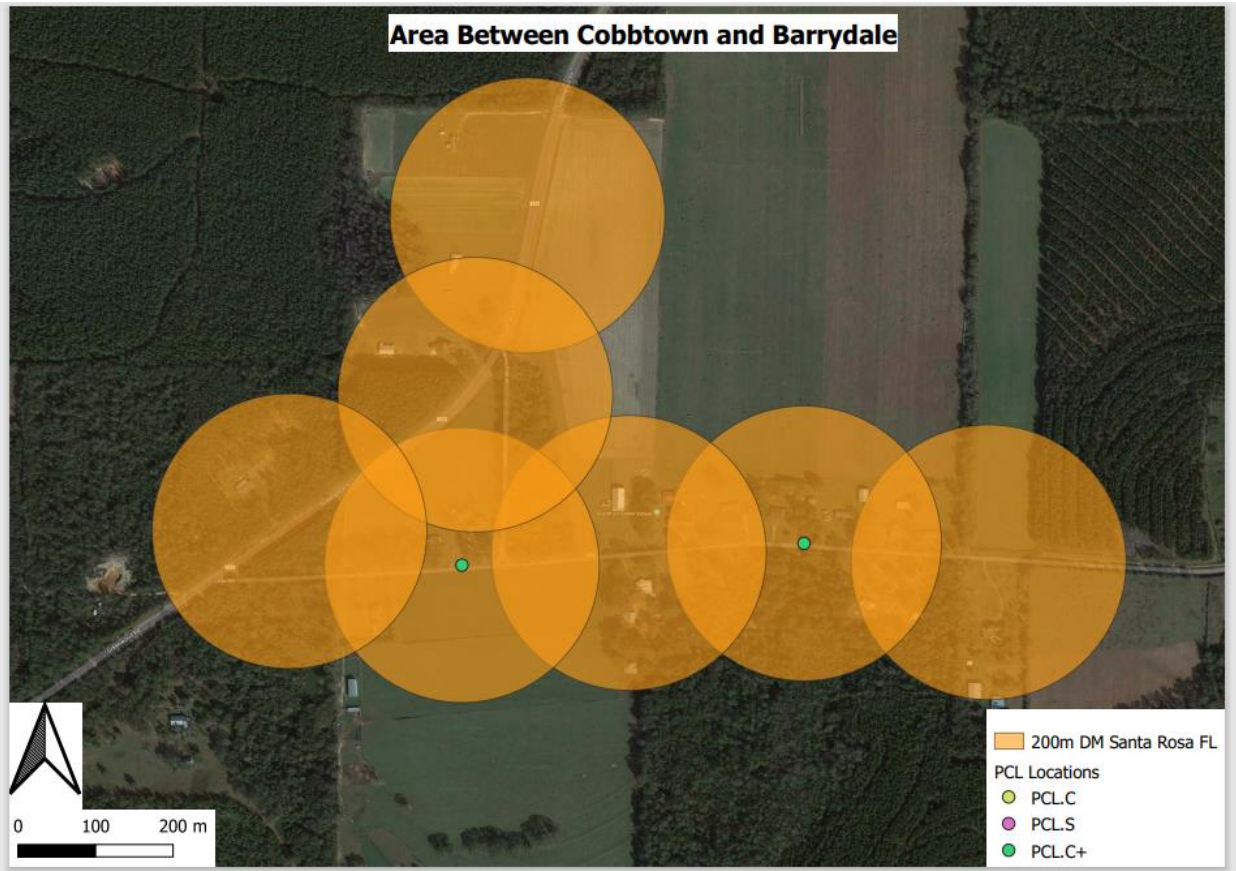 Area Between Cobbtown and Barrydale
200m DM Santa Rosa FL
PCL Locations
PCL.C
PCL.S
PCL.C+
0 100 200 m